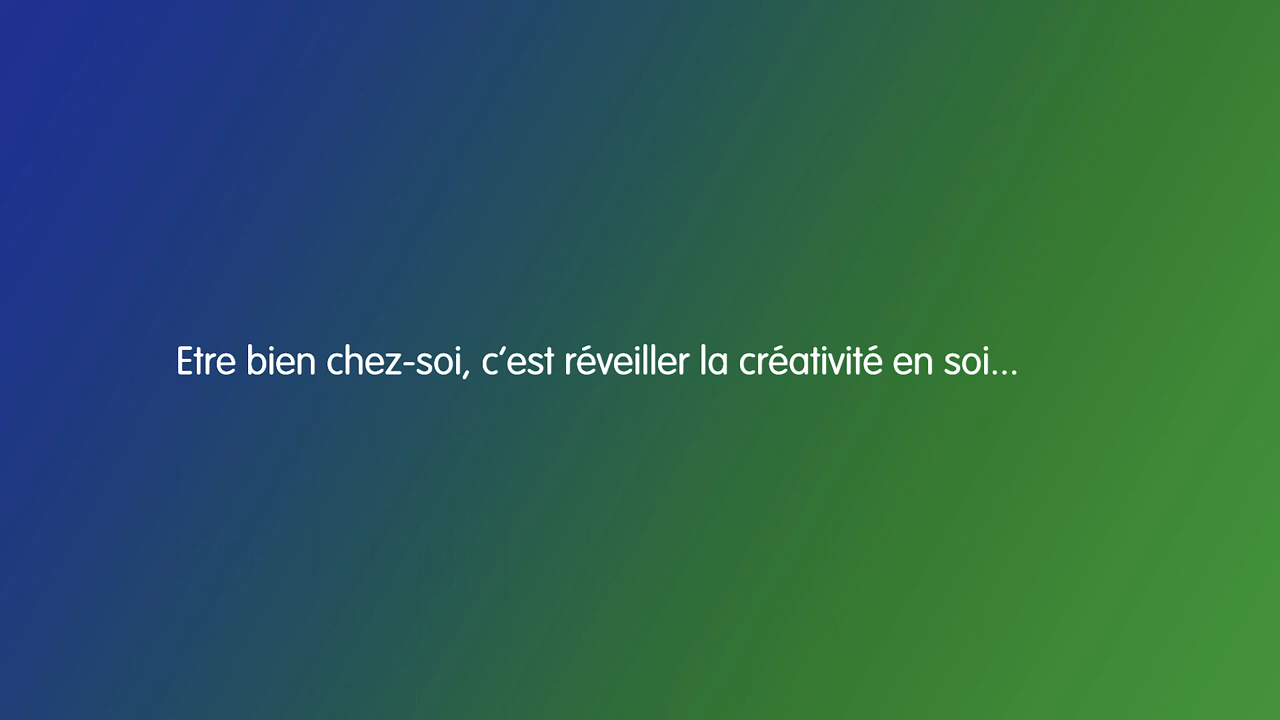 Etre bien chez-soi, c’est réveiller la créativité en soi...